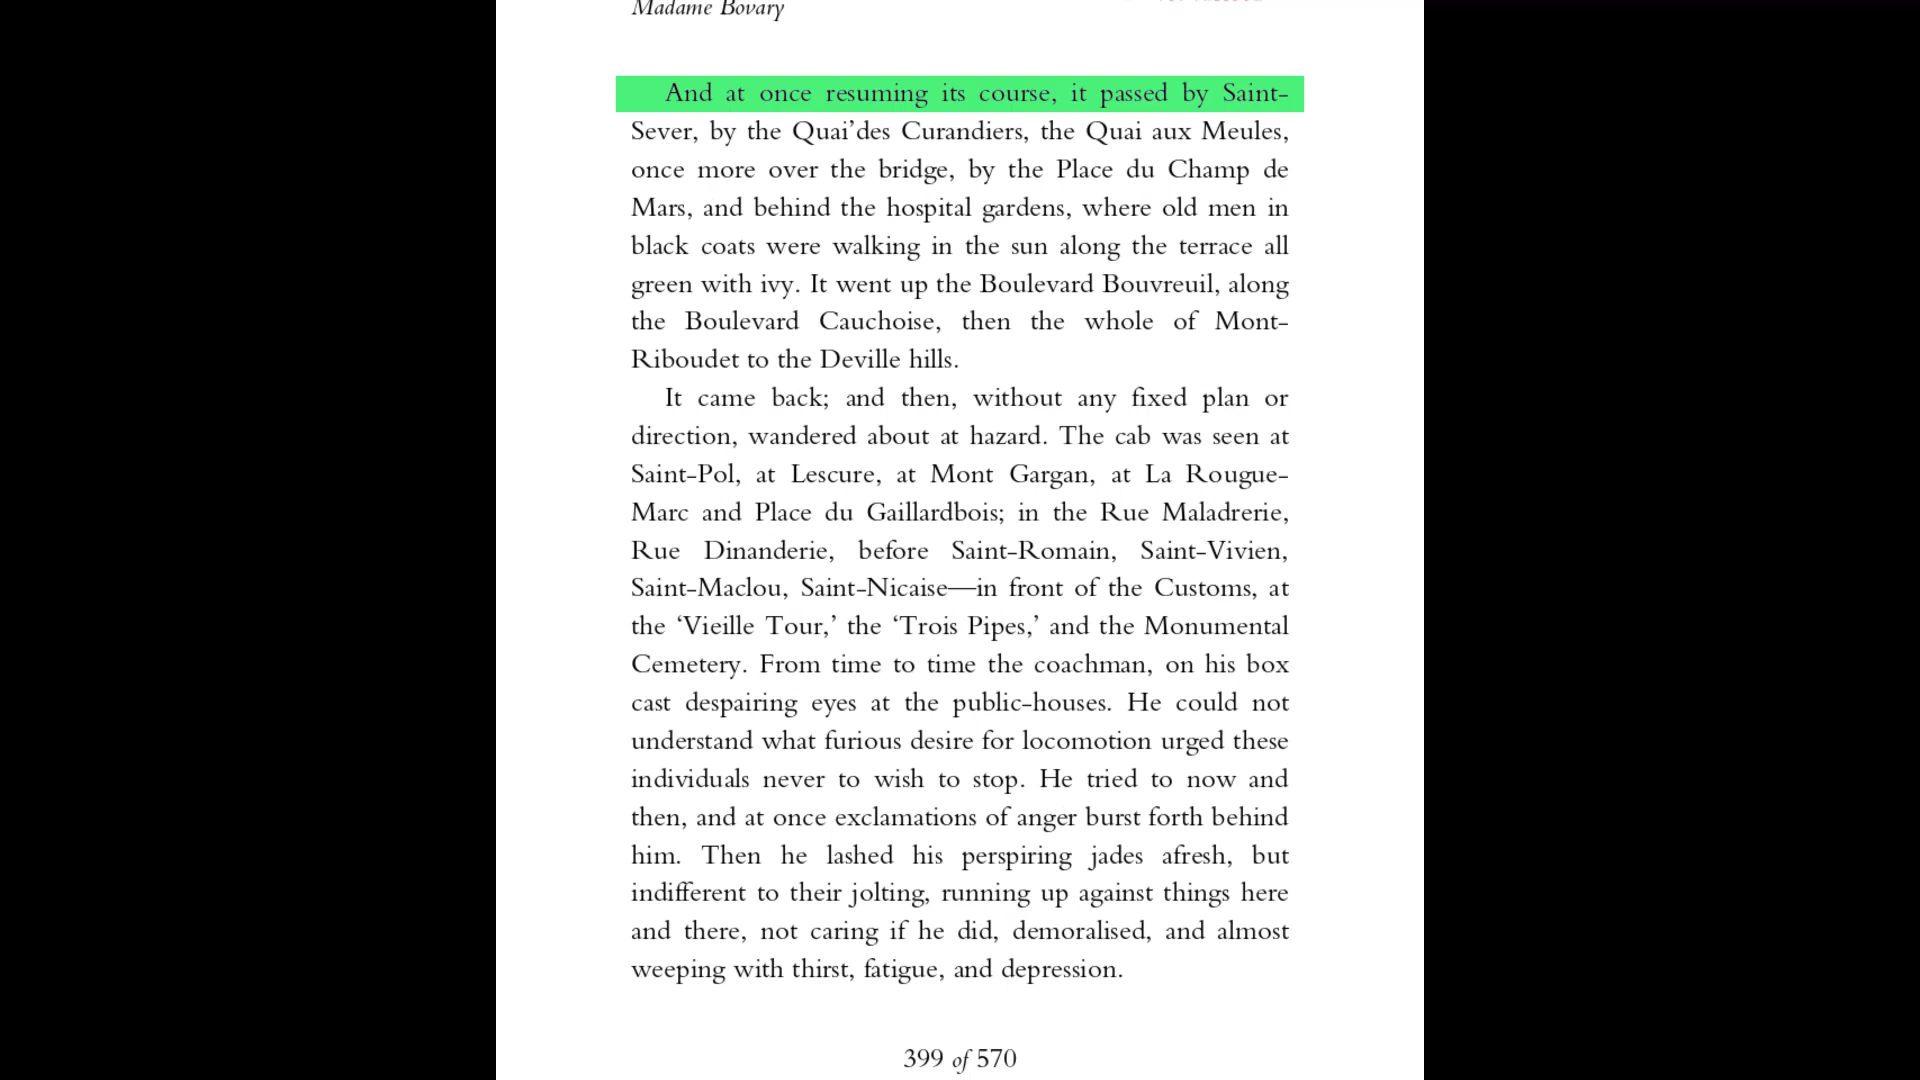 Madame Bovary
And at once resuming its course, it passed by Saint-
Sever, by the Quai'des Curandiers, the Quai aux Meules,
once more over the bridge, by the Place du Champ de
Mars, and behind the hospital gardens, where old men in
black coats were walking in the sun along the terrace all
green with ivy. It went up the Boulevard Bouvreuil, along
the Boulevard Cauchoise, then the whole of Mont-
Riboudet to the Deville hills.
It came back; and then, without any fixed plan or
direction, wandered about at hazard. The cab was seen at
Saint-Pol, at Lescure, at Mont Gargan, at La Rougue-
Marc and Place du Gaillardbois; in the Rue Maladrerie,
Rue Dinanderie, before Saint-Romain, Saint-Vivien,
Saint-Maclou, Saint-Nicaise—in front of the Customs, at
the ‘Vieille Tour,’ the ‘Trois Pipes,’ and the Monumental
Cemetery. From time to time the coachman, on his box
cast despairing eyes at the public-houses. He could not
understand what furious desire for locomotion urged these
individuals never to wish to stop. He tried to now and
then, and at once exclamations of anger burst forth behind
him. Then he lashed his perspiring jades afresh, but
indifferent to their jolting, running up against things here
and there, not caring if he did, demoralised, and almost
weeping with thirst, fatigue, and depression.
399 of 570